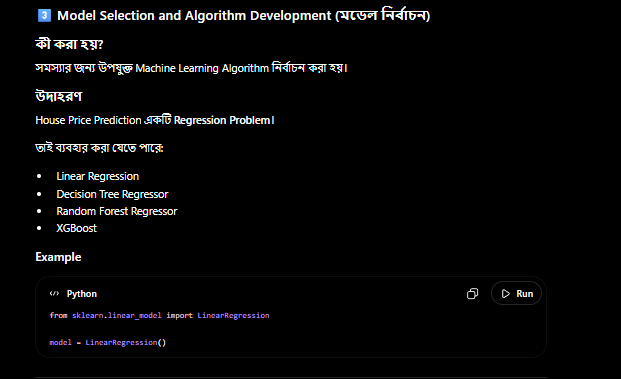 3 Model Selection and Algorithm Development (মডেল নির্বাচন)
কী করা হয়?
সমস্যার জন্য উপযুক্ত Machine Learning Algorithm নির্বাচন করা হয়।
উদাহরণ
House Price Prediction একটি Regression Problem।
তাই ব্যবহার করা যেতে পারে:
• Linear Regression
• Decision Tree Regressor
• Random Forest Regressor
• XGBoost
Example
</> Python Run
from sklearn.linear_model import LinearRegression
model = LinearRegression()